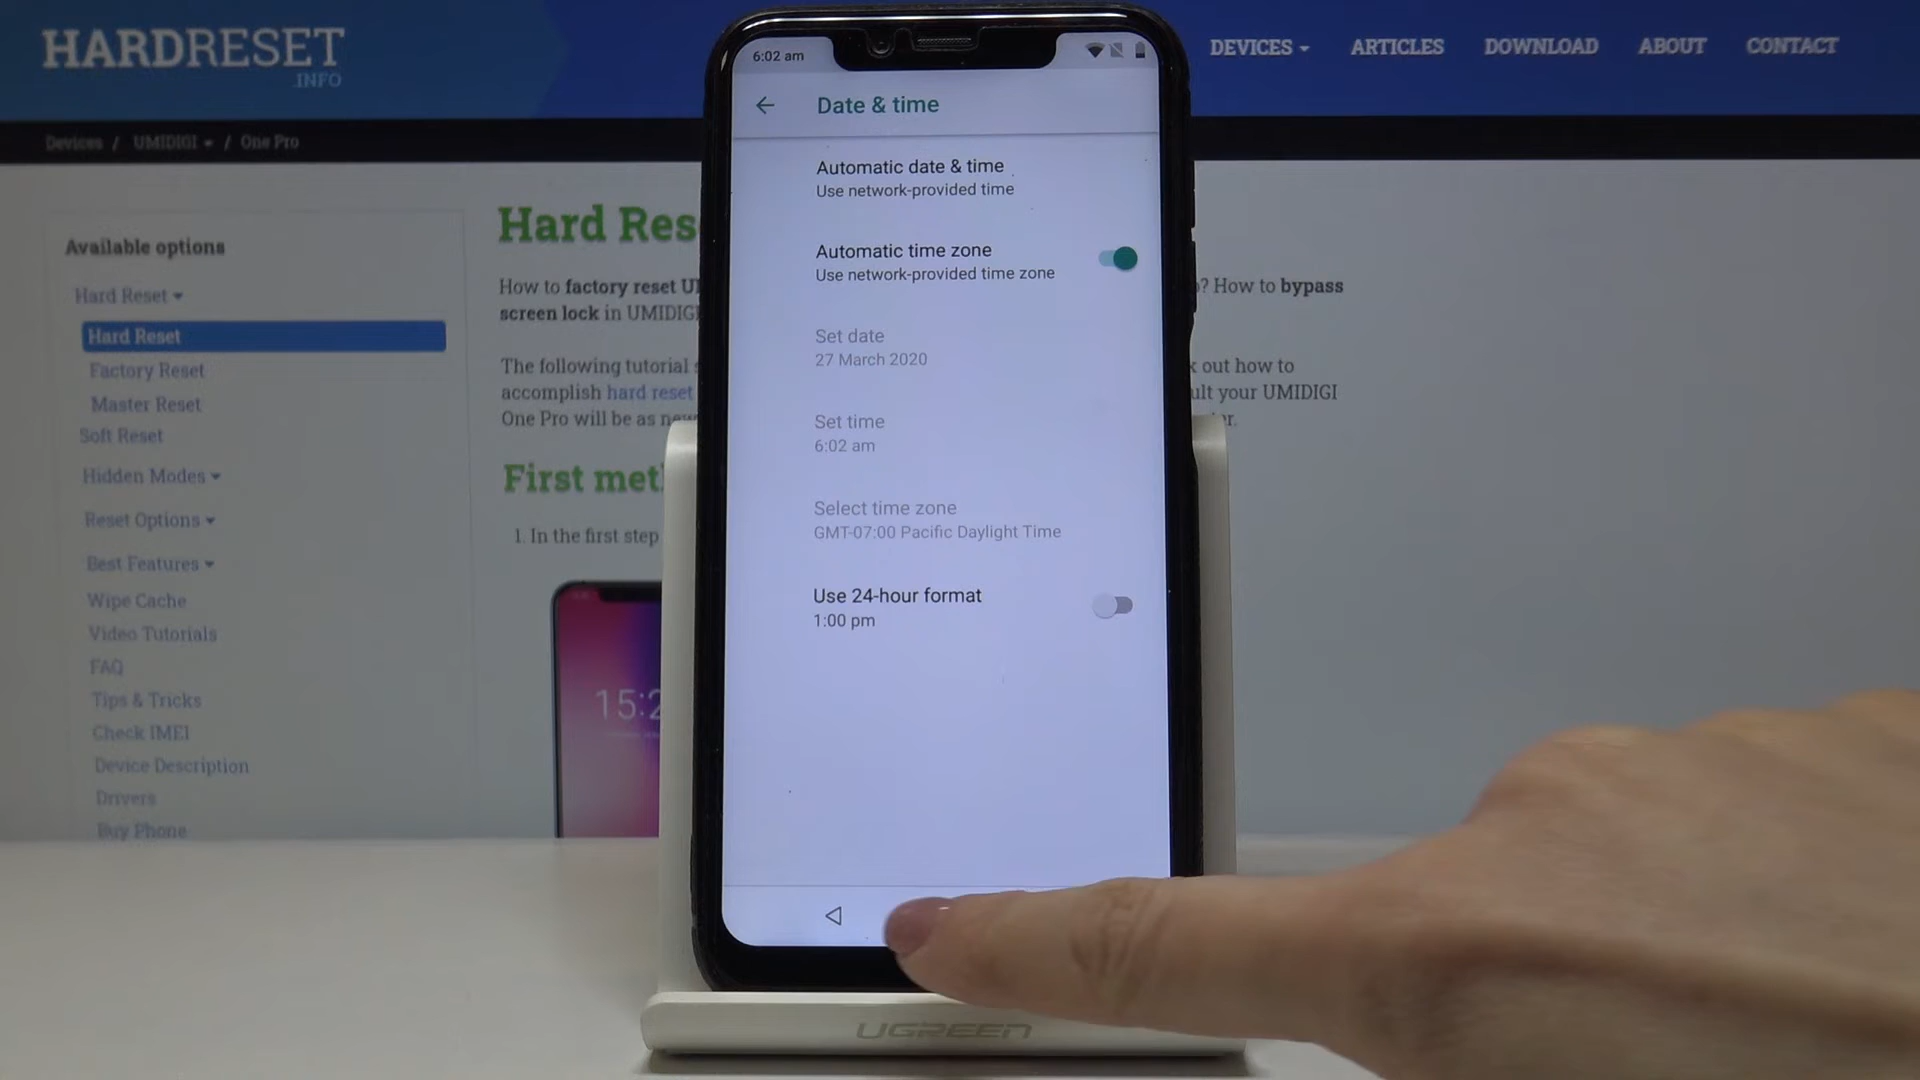 HARDRESET
.INFO
DEVICES
ARTICLES
DOWNLOAD
ABOUT
CONTACT
Devices / UMIDIGI / One Pro
Available options
Hard Reset
Hard Reset
Factory Reset
Master Reset
Soft Reset
Hidden Modes
Reset Options
Best Features
Wipe Cache
Video Tutorials
FAQ
Tips & Tricks
Check IMEI
Device Description
Drivers
Buy Phone
Hard Res
How to factory reset
? How to bypass
screen lock in UMIDIGI
The following tutorial
out how to
accomplish hard reset
your UMIDIGI
One Pro will be as
First
1. In the first step
15:2
6:02 am
Date & time
Automatic date & time
Use network-provided time
Automatic time zone
Use network-provided time zone
Set date
27 March 2020
Set time
6:02 am
Select time zone
GMT-07:00 Pacific Daylight Time
Use 24-hour format
1:00 pm
UGREEN